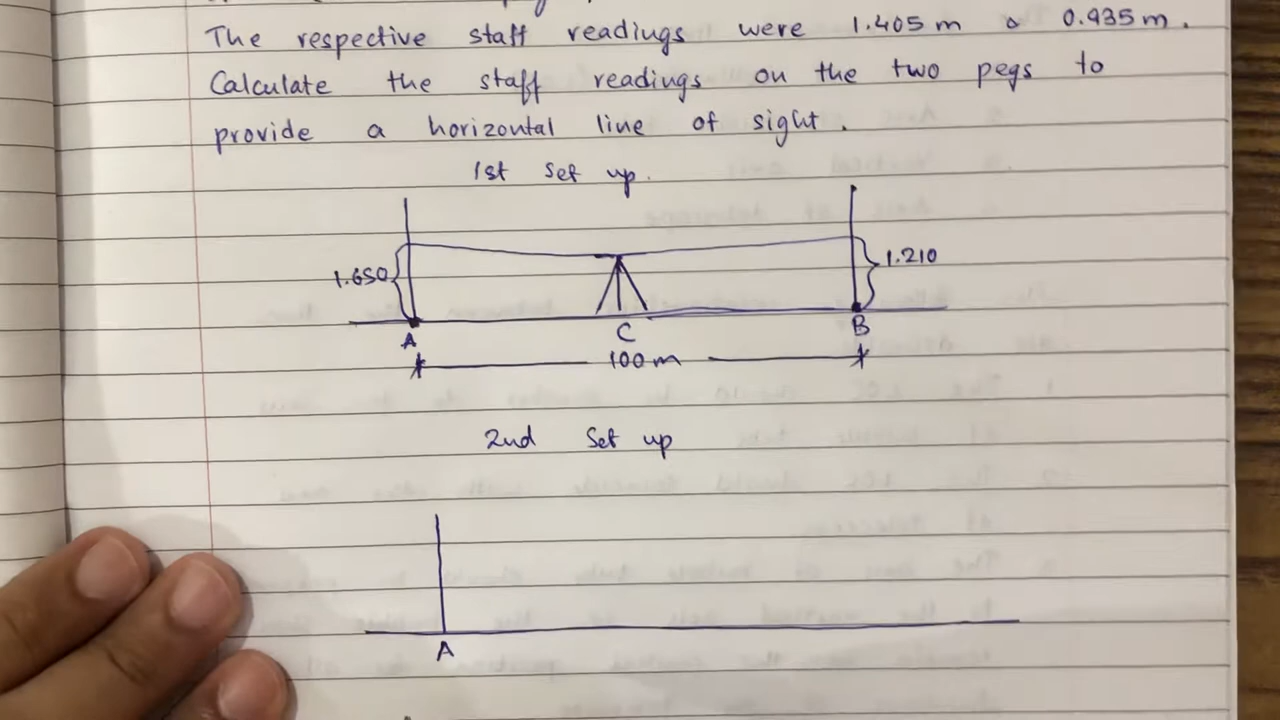 The respective staff readings were 1.405 m & 0.935 m.
Calculate the staff readings on the two pegs to
provide a horizontal line of sight.
1st Set up.
1.650
1.210
A
C
B
100 m
2nd Set up
A